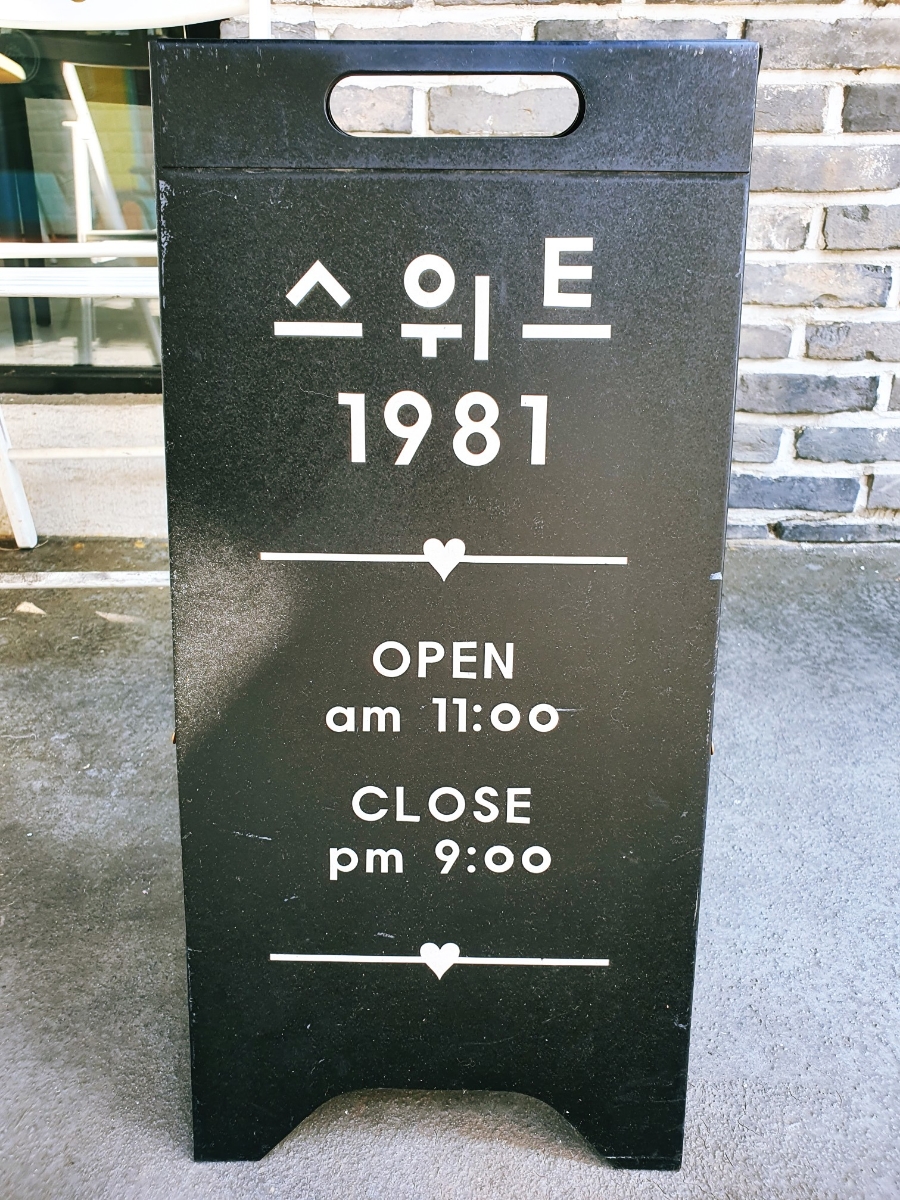 스위트
1981
OPEN
am 11:00
CLOSE
pm 9:00